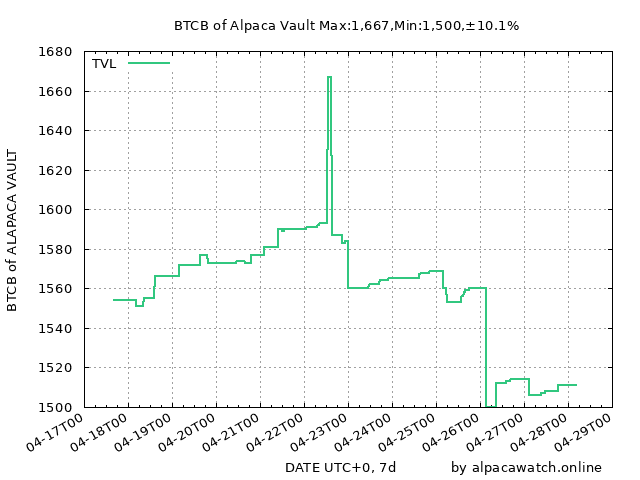 BTCB of Alpaca Vault Max:1,667,Min:1,500,±10.1%
TVL
BTCB of ALAPACA VAULT
1680
1660
1640
1620
1600
1580
1560
1540
1520
1500
04-17T00
04-18T00
04-19T00
04-20T00
04-21T00
04-22T00
04-23T00
04-24T00
04-25T00
04-26T00
04-27T00
04-28T00
04-29T00
DATE UTC+0, 7d
by alpacawatch.online